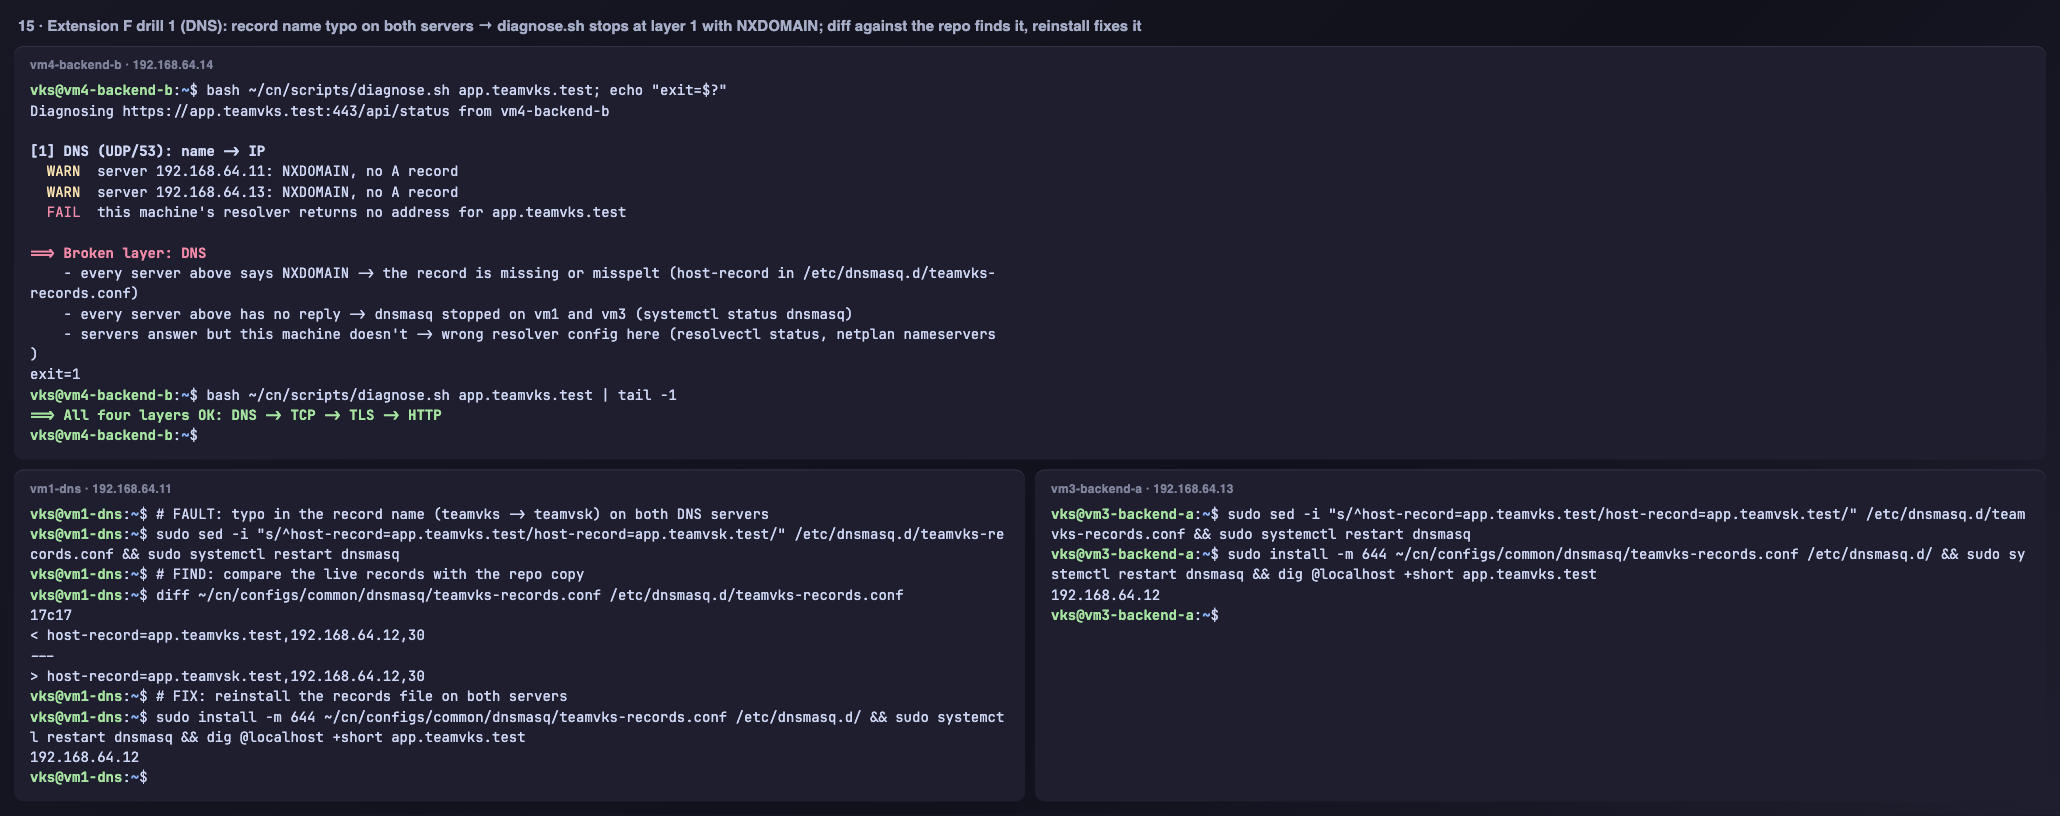 15 · Extension F drill 1 (DNS): record name typo on both servers → diagnose.sh stops at layer 1 with NXDOMAIN; diff against the repo finds it, reinstall fixes it
vm4-backend-b · 192.168.64.14
vks@vm4-backend-b:~$ bash ~/cn/scripts/diagnose.sh app.teamvks.test; echo "exit=$?"
Diagnosing https://app.teamvks.test:443/api/status from vm4-backend-b
[1] DNS (UDP/53): name → IP
WARN  server 192.168.64.11: NXDOMAIN, no A record
WARN  server 192.168.64.13: NXDOMAIN, no A record
FAIL  this machine's resolver returns no address for app.teamvks.test
⟹ Broken layer: DNS
- every server above says NXDOMAIN → the record is missing or misspelt (host-record in /etc/dnsmasq.d/teamvks-
records.conf)
- every server above has no reply → dnsmasq stopped on vm1 and vm3 (systemctl status dnsmasq)
- servers answer but this machine doesn't → wrong resolver config here (resolvectl status, netplan nameservers
)
exit=1
vks@vm4-backend-b:~$ bash ~/cn/scripts/diagnose.sh app.teamvks.test | tail -1
⟹ All four layers OK: DNS → TCP → TLS → HTTP
vks@vm4-backend-b:~$
vm1-dns · 192.168.64.11
vks@vm1-dns:~$ # FAULT: typo in the record name (teamvks → teamvsk) on both DNS servers
vks@vm1-dns:~$ sudo sed -i "s/^host-record=app.teamvks.test/host-record=app.teamvsk.test/" /etc/dnsmasq.d/teamvks-re
cords.conf && sudo systemctl restart dnsmasq
vks@vm1-dns:~$ # FIND: compare the live records with the repo copy
vks@vm1-dns:~$ diff ~/cn/configs/common/dnsmasq/teamvks-records.conf /etc/dnsmasq.d/teamvks-records.conf
17c17
< host-record=app.teamvks.test,192.168.64.12,30
---
> host-record=app.teamvsk.test,192.168.64.12,30
vks@vm1-dns:~$ # FIX: reinstall the records file on both servers
vks@vm1-dns:~$ sudo install -m 644 ~/cn/configs/common/dnsmasq/teamvks-records.conf /etc/dnsmasq.d/ && sudo systemct
l restart dnsmasq && dig @localhost +short app.teamvks.test
192.168.64.12
vks@vm1-dns:~$
vm3-backend-a · 192.168.64.13
vks@vm3-backend-a:~$ sudo sed -i "s/^host-record=app.teamvks.test/host-record=app.teamvsk.test/" /etc/dnsmasq.d/team
vks-records.conf && sudo systemctl restart dnsmasq
vks@vm3-backend-a:~$ sudo install -m 644 ~/cn/configs/common/dnsmasq/teamvks-records.conf /etc/dnsmasq.d/ && sudo sy
stemctl restart dnsmasq && dig @localhost +short app.teamvks.test
192.168.64.12
vks@vm3-backend-a:~$